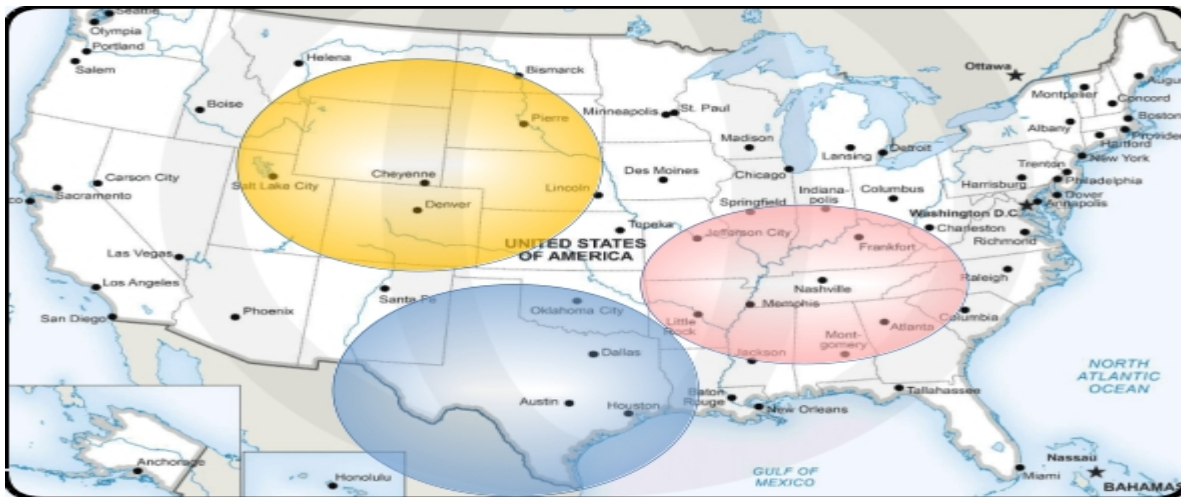 Seattle
Olympia
Portland
Salem
Helena
Bismarck
Boise
Pierre
Minneapolis
St. Paul
Ottawa
Montpelier
Augu
Concord
Albany
Boston
Providen
Hartford
Madison
Lansing
Detroit
New York
Trenton
Philadelphia
Harrisburg
Chicago
Des Moines
Salt Lake City
Cheyenne
Lincoln
Carson City
Sacramento
co
Denver
Springfield
Indiana-
polis
Columbus
Dover
Washington D.C.
Annapolis
Topeka
Jefferson City
Frankfort
Charleston
Richmond
UNITED STATES
OF AMERICA
Las Vegas
Los Angeles
Santa Fe
Nashville
Raleigh
San Diego
Phoenix
Oklahoma City
Memphis
Little
Rock
Atlanta
Columbia
Mont-
gomery
Dallas
Jackson
NORTH
ATLANTIC
OCEAN
Austin
Houston
Baton
Rouge
New Orleans
Tallahassee
Anchorage
Honolulu
GULF OF
MEXICO
Miami
Nassau
BAHAMAS